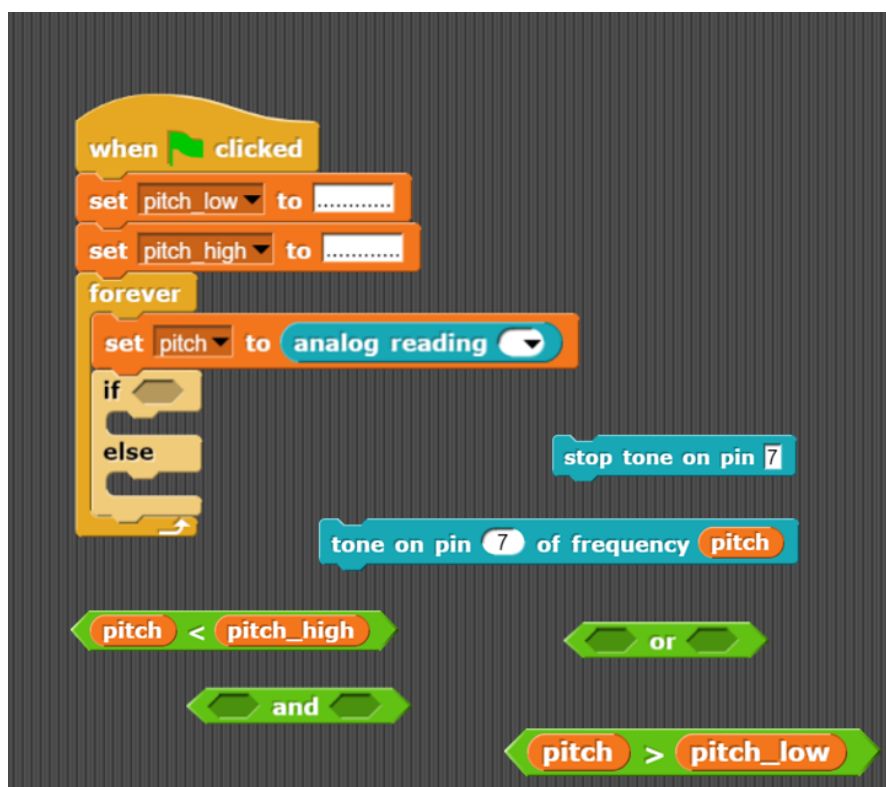 when clicked
set pitch_low to ............
set pitch_high to ............
forever
set pitch to analog reading
if
else
stop tone on pin 7
tone on pin 7 of frequency pitch
pitch < pitch_high
or
and
pitch > pitch_low